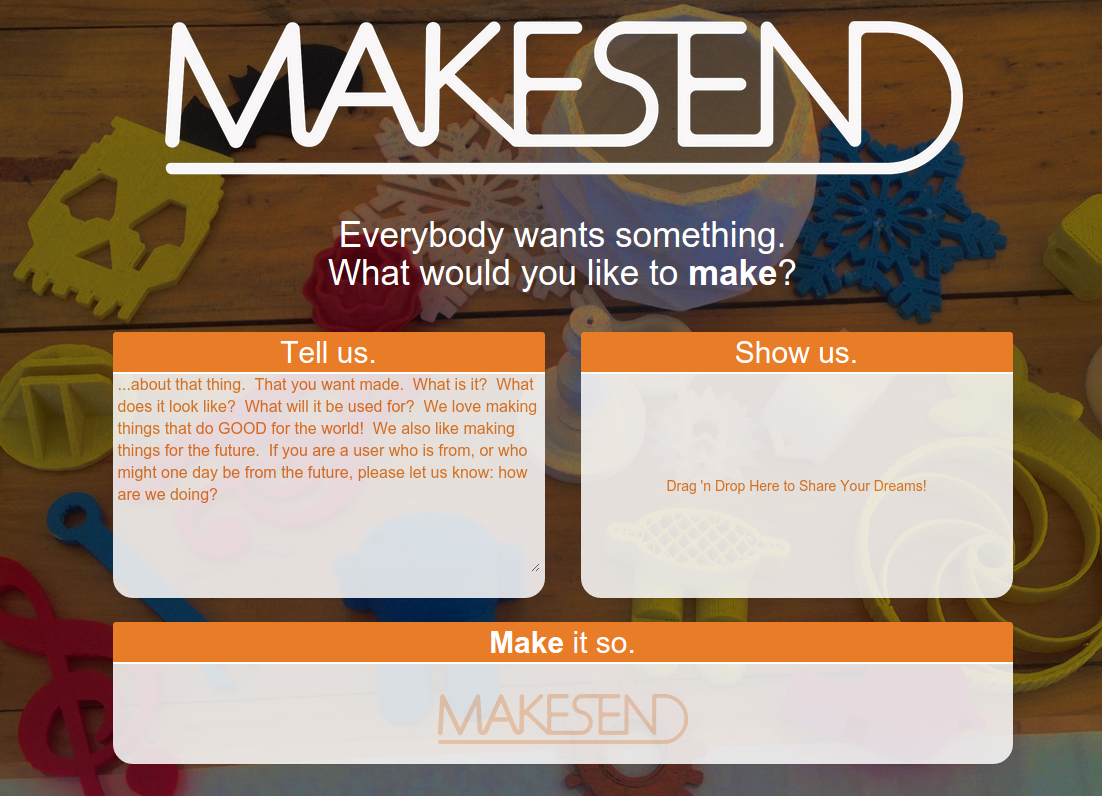 MAKESEND
Everybody wants something.
What would you like to make?
Tell us.
...about that thing.  That you want made.  What is it?  What
does it look like?  What will it be used for?  We love making
things that do GOOD for the world!  We also like making
things for the future.  If you are a user who is from, or who
might one day be from the future, please let us know: how
are we doing?
Show us.
Drag 'n Drop Here to Share Your Dreams!
Make it so.
MAKESEND